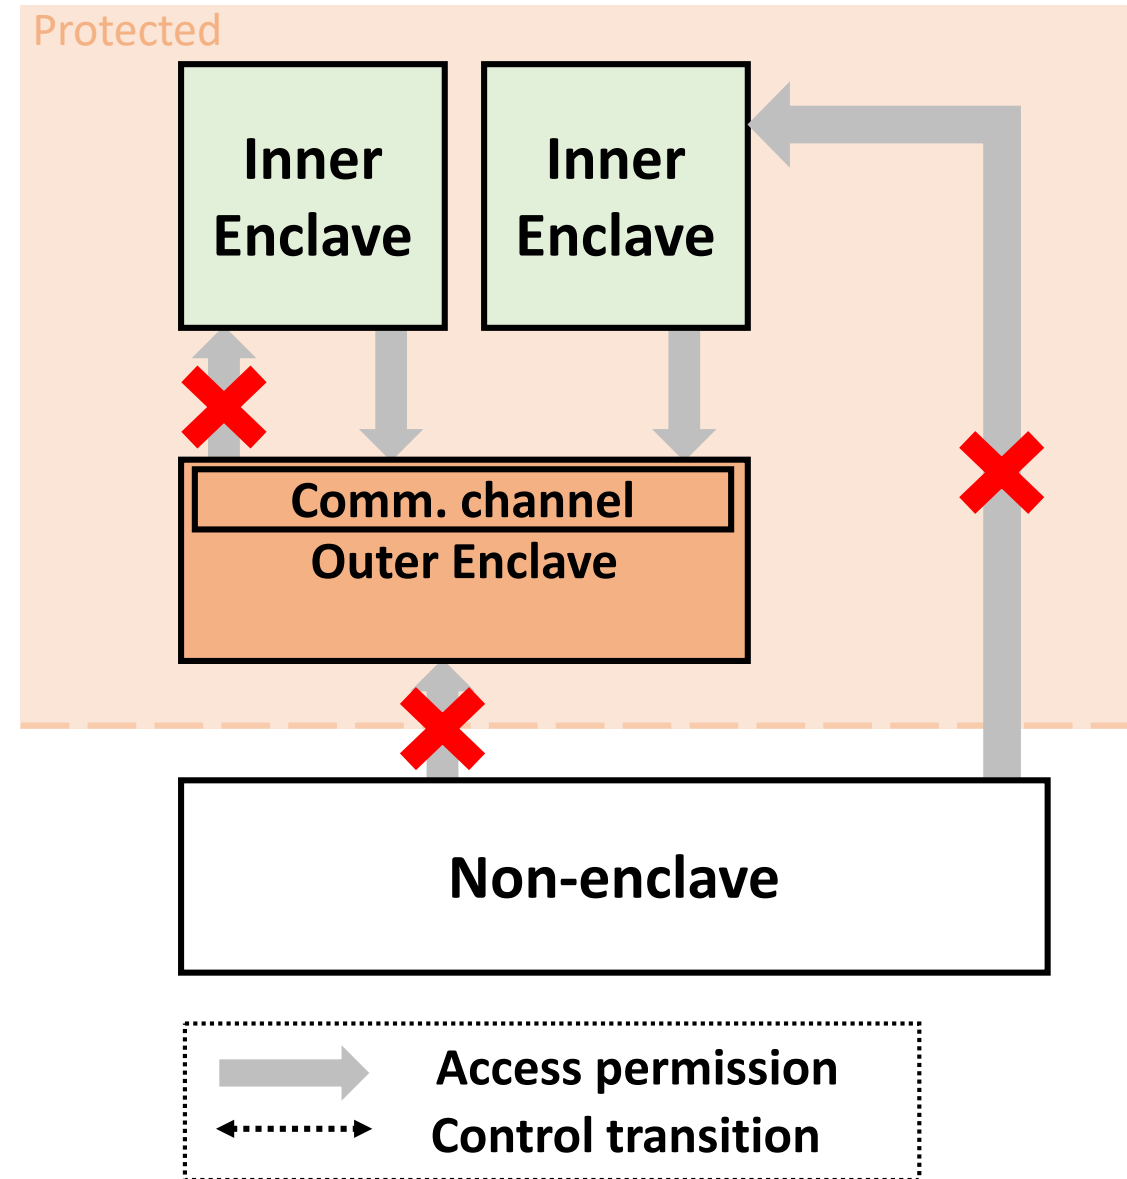 Protected
Inner
Enclave
Inner
Enclave
Comm. channel
Outer Enclave
Non-enclave
Access permission
Control transition